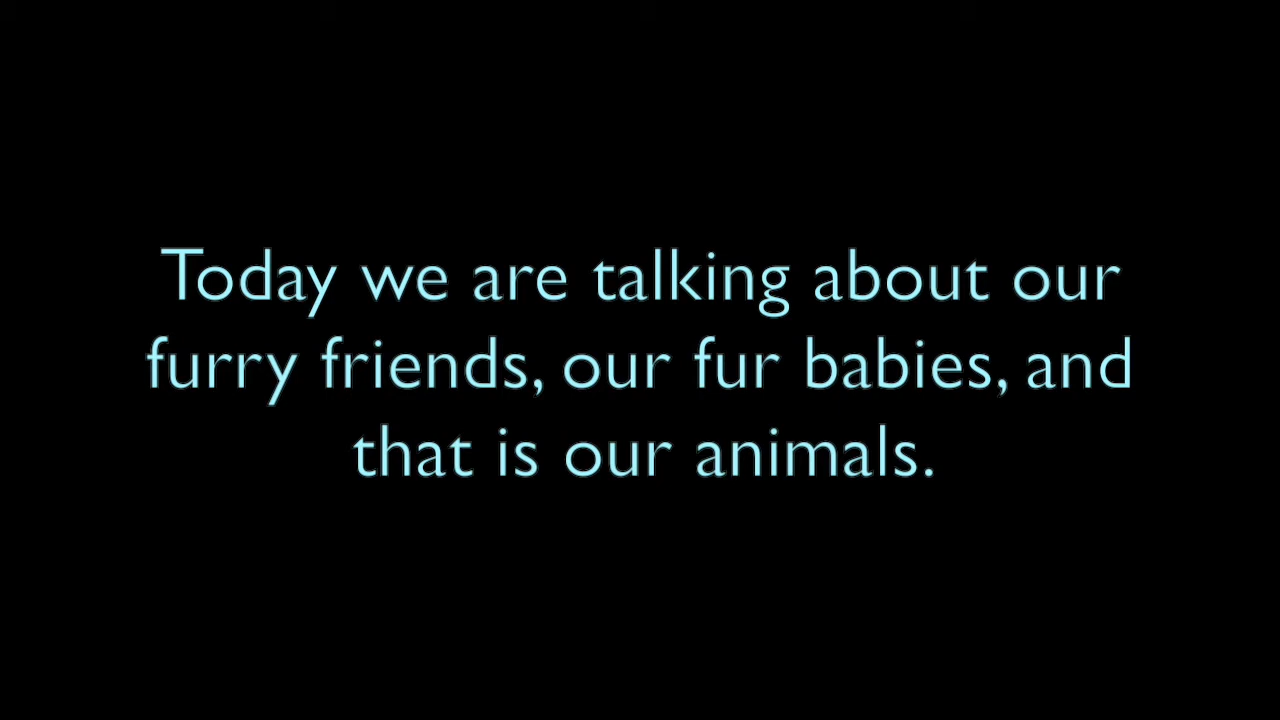 Today we are talking about our
furry friends, our fur babies, and
that is our animals.